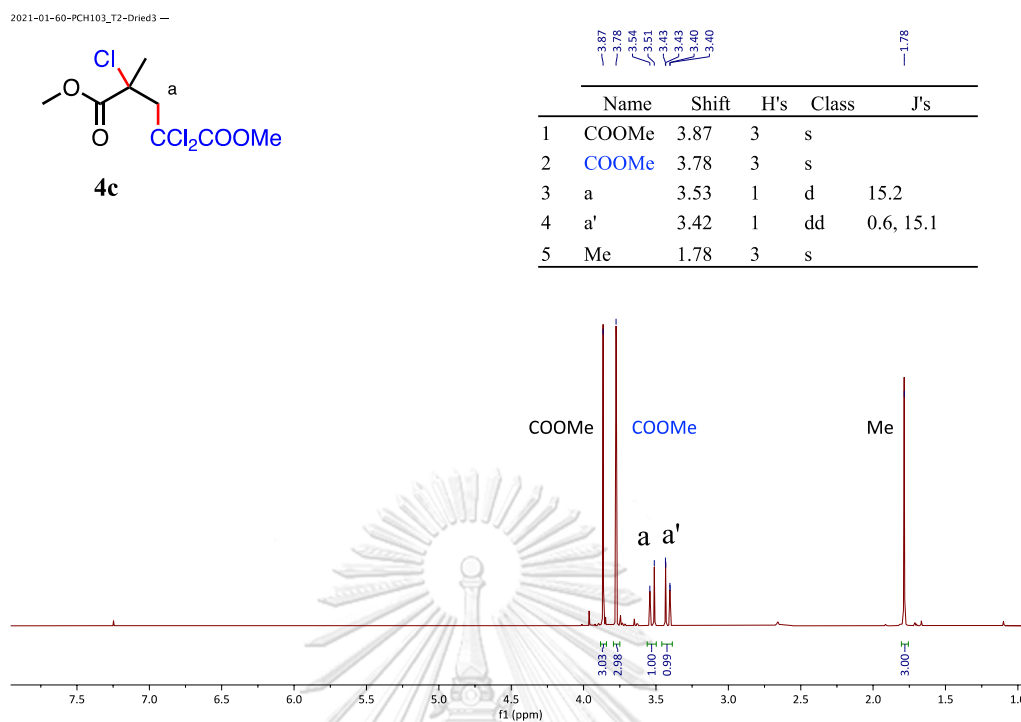 2021-01-60-PCH103_T2-Dried3 —
Cl
a
O
O
CCl₂COOMe
4c
3.87
3.78
3.54
3.51
3.43
3.43
3.40
3.40
1.78
Name Shift H's Class J's
1 COOMe 3.87 3 s
2 COOMe 3.78 3 s
3 a 3.53 1 d 15.2
4 a' 3.42 1 dd 0.6, 15.1
5 Me 1.78 3 s
COOMe
COOMe
Me
a a'
3.03
2.98
1.00
0.99
3.00
7.5 7.0 6.5 6.0 5.5 5.0 4.5 4.0 3.5 3.0 2.5 2.0 1.5 1.0
f1 (ppm)